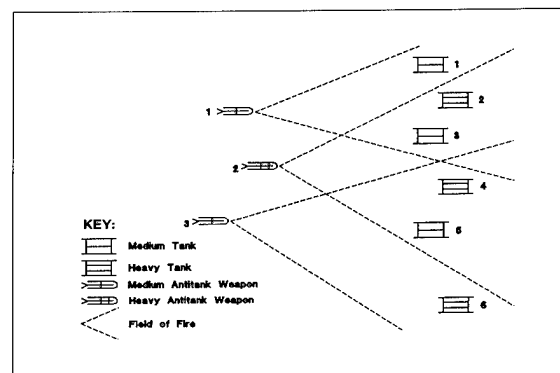 1
1
2
3
2
4
3
5
6
KEY:
Medium Tank
Heavy Tank
Medium Antitank Weapon
Heavy Antitank Weapon
Field of Fire